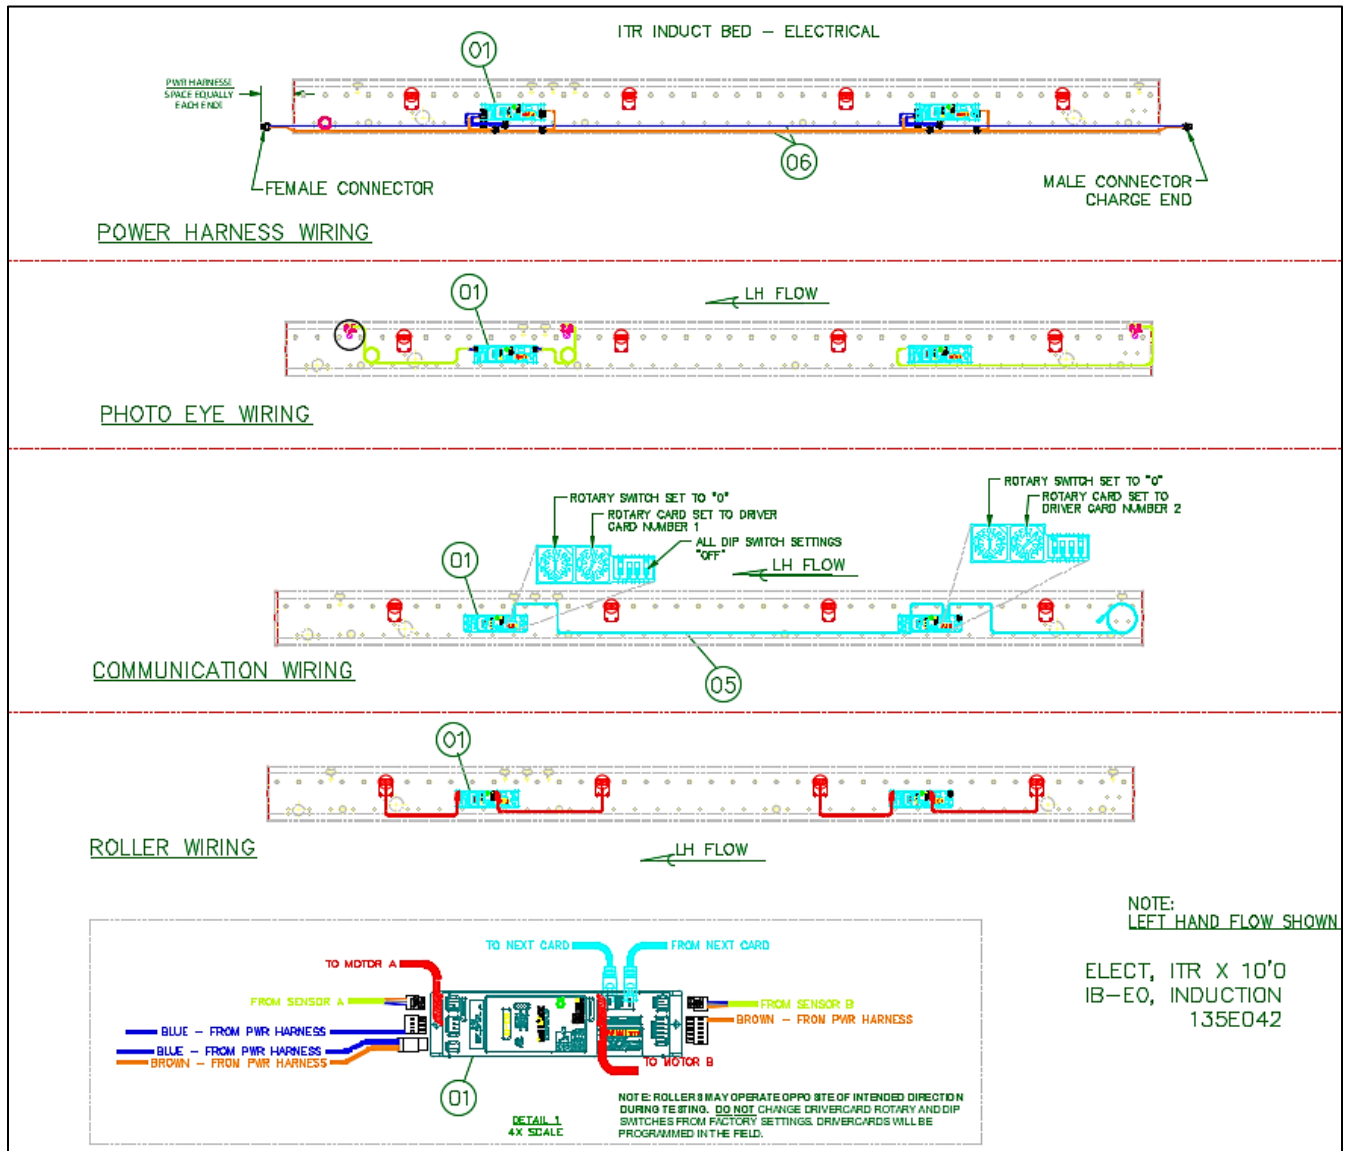 ITR INDUCT BED - ELECTRICAL
01
PWR HARNESS!
SPACE EQUALLY
EACH END!
06
FEMALE CONNECTOR
MALE CONNECTOR
CHARGE END
POWER HARNESS WIRING
01
LH FLOW
PHOTO EYE WIRING
ROTARY SWITCH SET TO "0"
ROTARY CARD SET TO DRIVER
CARD NUMBER 1
ALL DIP SWITCH SETTINGS
"OFF"
ROTARY SWITCH SET TO "0"
ROTARY CARD SET TO
DRIVER CARD NUMBER 2
01
LH FLOW
COMMUNICATION WIRING
05
01
ROLLER WIRING
LH FLOW
NOTE:
LEFT HAND FLOW SHOWN
ELECT, ITR X 10'0
IB-EO, INDUCTION
135E042
TO NEXT CARD
FROM NEXT CARD
TO MOTOR A
FROM SENSOR A
FROM SENSOR B
BLUE - FROM PWR HARNESS
BROWN - FROM PWR HARNESS
BLUE - FROM PWR HARNESS
BROWN - FROM PWR HARNESS
TO MOTOR B
01
DETAIL 1
4X SCALE
NOTE: ROLLERS MAY OPERATE OPPOSITE OF INTENDED DIRECTION
DURING TESTING. DO NOT CHANGE DRIVERCARD ROTARY AND DIP
SWITCHES FROM FACTORY SETTINGS. DRIVERCARDS WILL BE
PROGRAMMED IN THE FIELD.